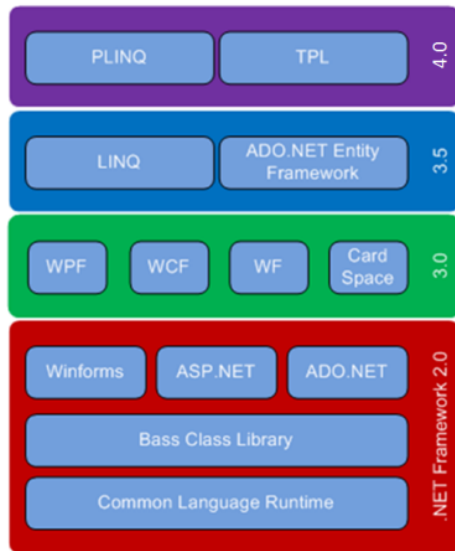 PLINQ
TPL
4.0
LINQ
ADO.NET Entity
Framework
3.5
WPF
WCF
WF
Card
Space
3.0
Winforms
ASP.NET
ADO.NET
Bass Class Library
Common Language Runtime
.NET Framework 2.0